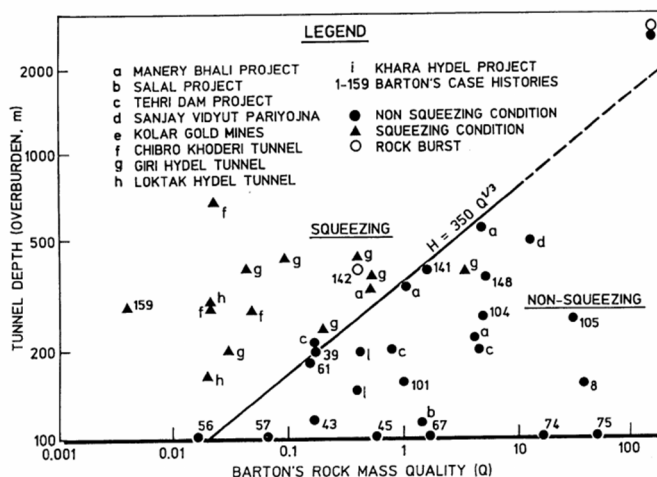 LEGEND
a MANERY BHALI PROJECT
b SALAL PROJECT
c TEHRI DAM PROJECT
d SANJAY VIDYUT PARIYOJNA
e KOLAR GOLD MINES
f CHIBRO KHODERI TUNNEL
g GIRI HYDEL TUNNEL
h LOKTAK HYDEL TUNNEL
i KHARA HYDEL PROJECT
1-159 BARTON'S CASE HISTORIES
NON SQUEEZING CONDITION
SQUEEZING CONDITION
ROCK BURST
TUNNEL DEPTH (OVERBURDEN, m)
2000
1000
500
200
100
H = 350 Q^1/3
SQUEEZING
NON-SQUEEZING
f
a
d
g
g
142
g
141
g
148
g
a
a
159
h
f
f
104
105
g
c
39
a
g
i
c
c
61
h
i
101
8
43
b
56
57
45
67
74
75
0.001
0.01
0.1
1
10
100
BARTON'S ROCK MASS QUALITY (Q)